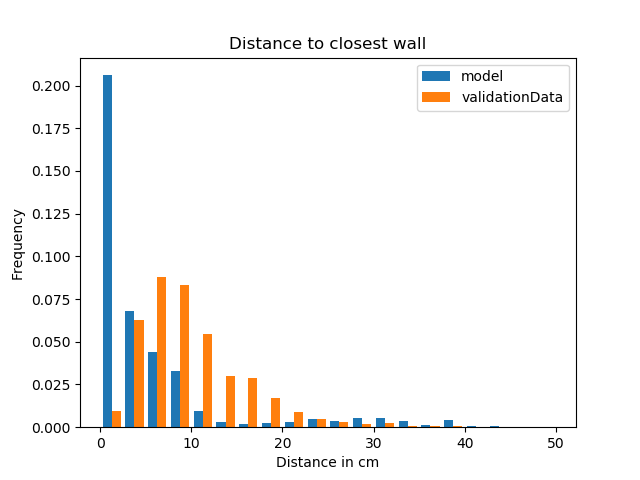 Distance to closest wall
model
validationData
0.200
0.175
0.150
0.125
0.100
0.075
0.050
0.025
0.000
Frequency
0 10 20 30 40 50
Distance in cm